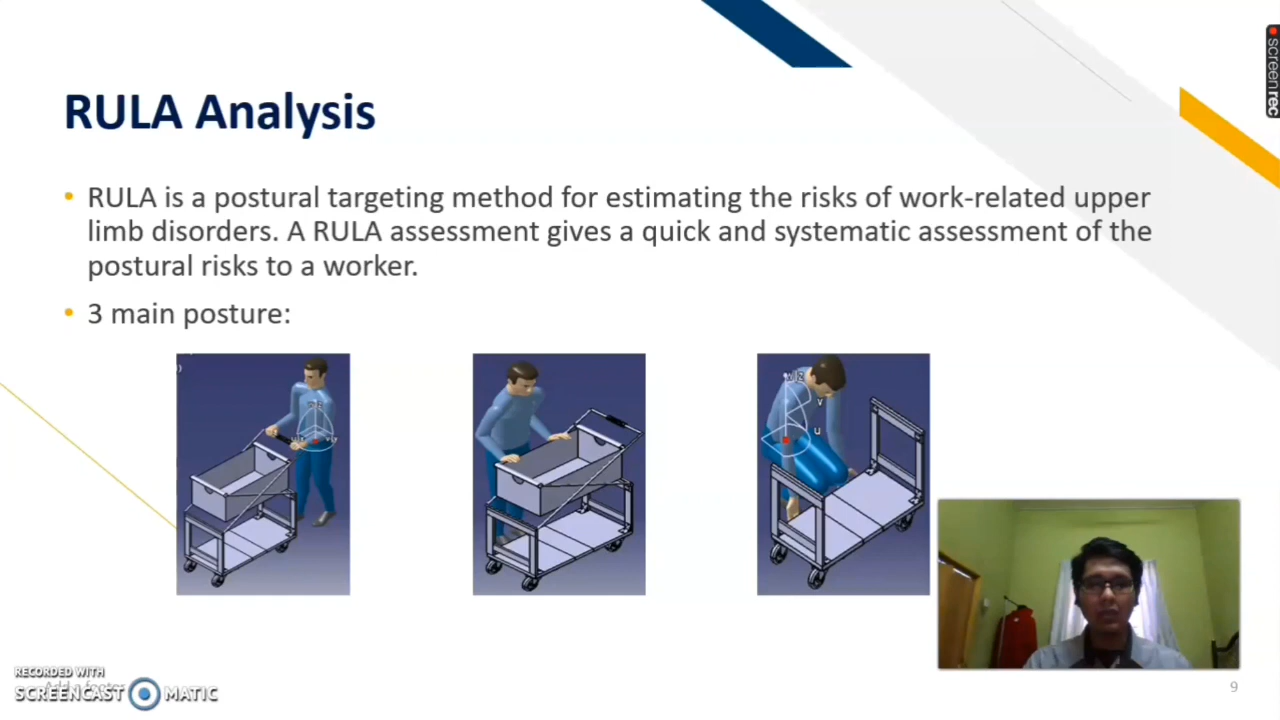 screenrec
RULA Analysis
• RULA is a postural targeting method for estimating the risks of work-related upper
limb disorders. A RULA assessment gives a quick and systematic assessment of the
postural risks to a worker.
• 3 main posture:
RECORDED WITH
SCREENCAST MATIC
Add a footer
9